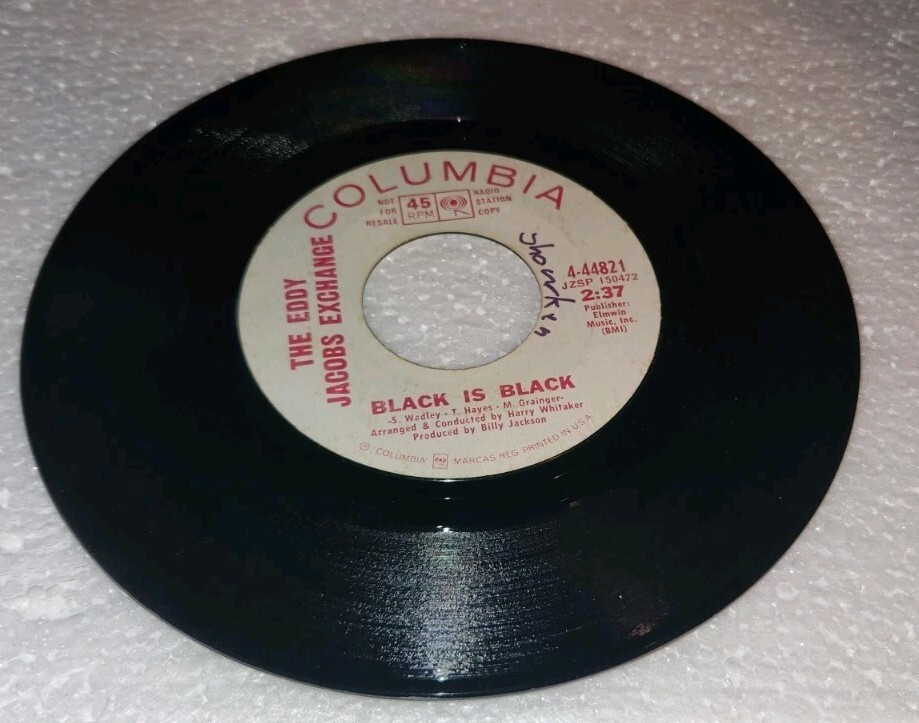 COLUMBIA
NOT
FOR
RESALE
45
RPM
RADIO
STATION
COPY
THE EDDY
JACOBS EXCHANGE
4-44821
JZSP 150472
2:37
Publisher:
Elmwin
Music, Inc.
(BMI)
BLACK IS BLACK
-S. Wadley - T. Hayes - M. Grainger-
Arranged & Conducted by Harry Whitaker
Produced by Billy Jackson
"COLUMBIA" MARCAS REG. PRINTED IN U.S.A.